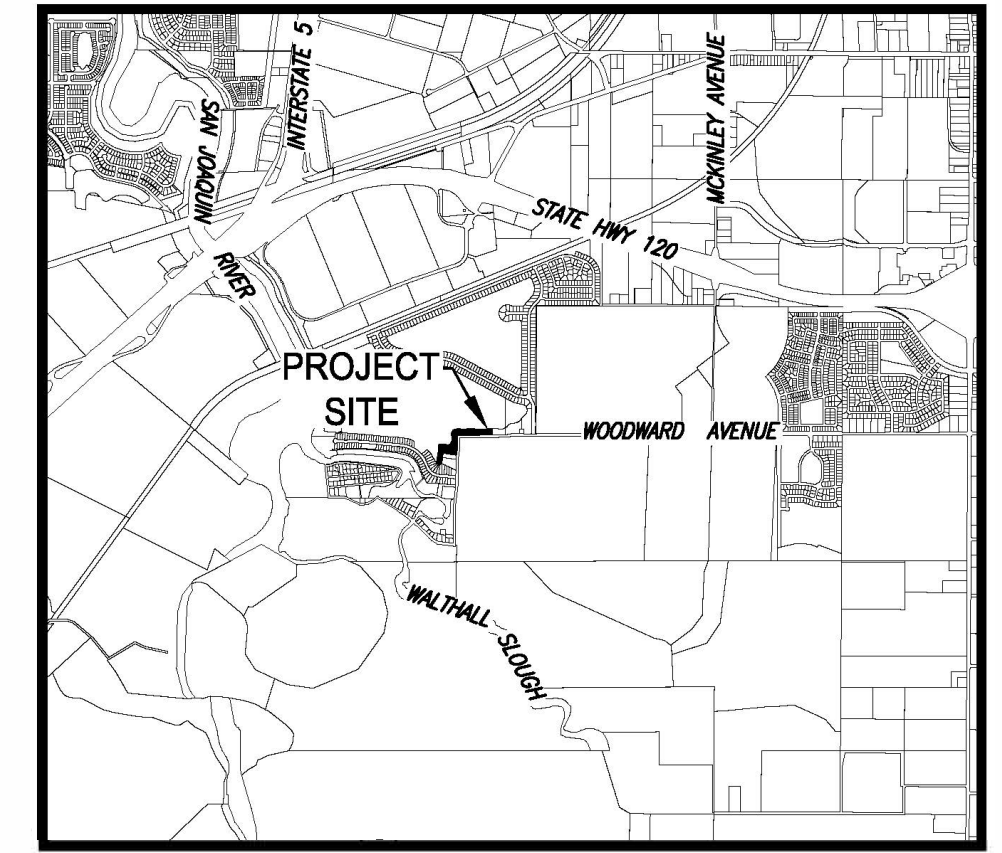 SAN JOAQUIN
RIVER
INTERSTATE 5
MCKINLEY AVENUE
STATE HWY 120
PROJECT
SITE
WOODWARD AVENUE
WALTHALL SLOUGH